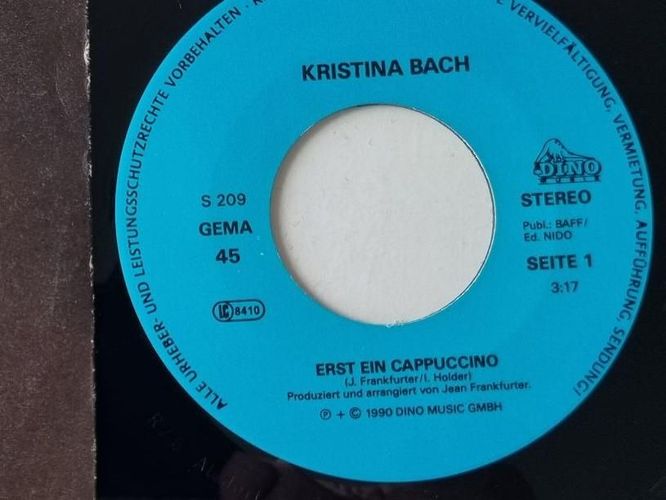 ALLE URHEBER- UND LEISTUNGSSCHUTZRECHTE VORBEHALTEN
VERVIELFÄLTIGUNG, VERMIETUNG, AUFFÜHRUNG, SENDUNG!
KRISTINA BACH
DINO
MUSIC
S 209
GEMA
45
LC 8410
STEREO
Publ.: BAFF/
Ed. NIDO
SEITE 1
3:17
ERST EIN CAPPUCCINO
(J. Frankfurter/I. Holder)
Produziert und arrangiert von Jean Frankfurter.
Ⓟ + © 1990 DINO MUSIC GMBH